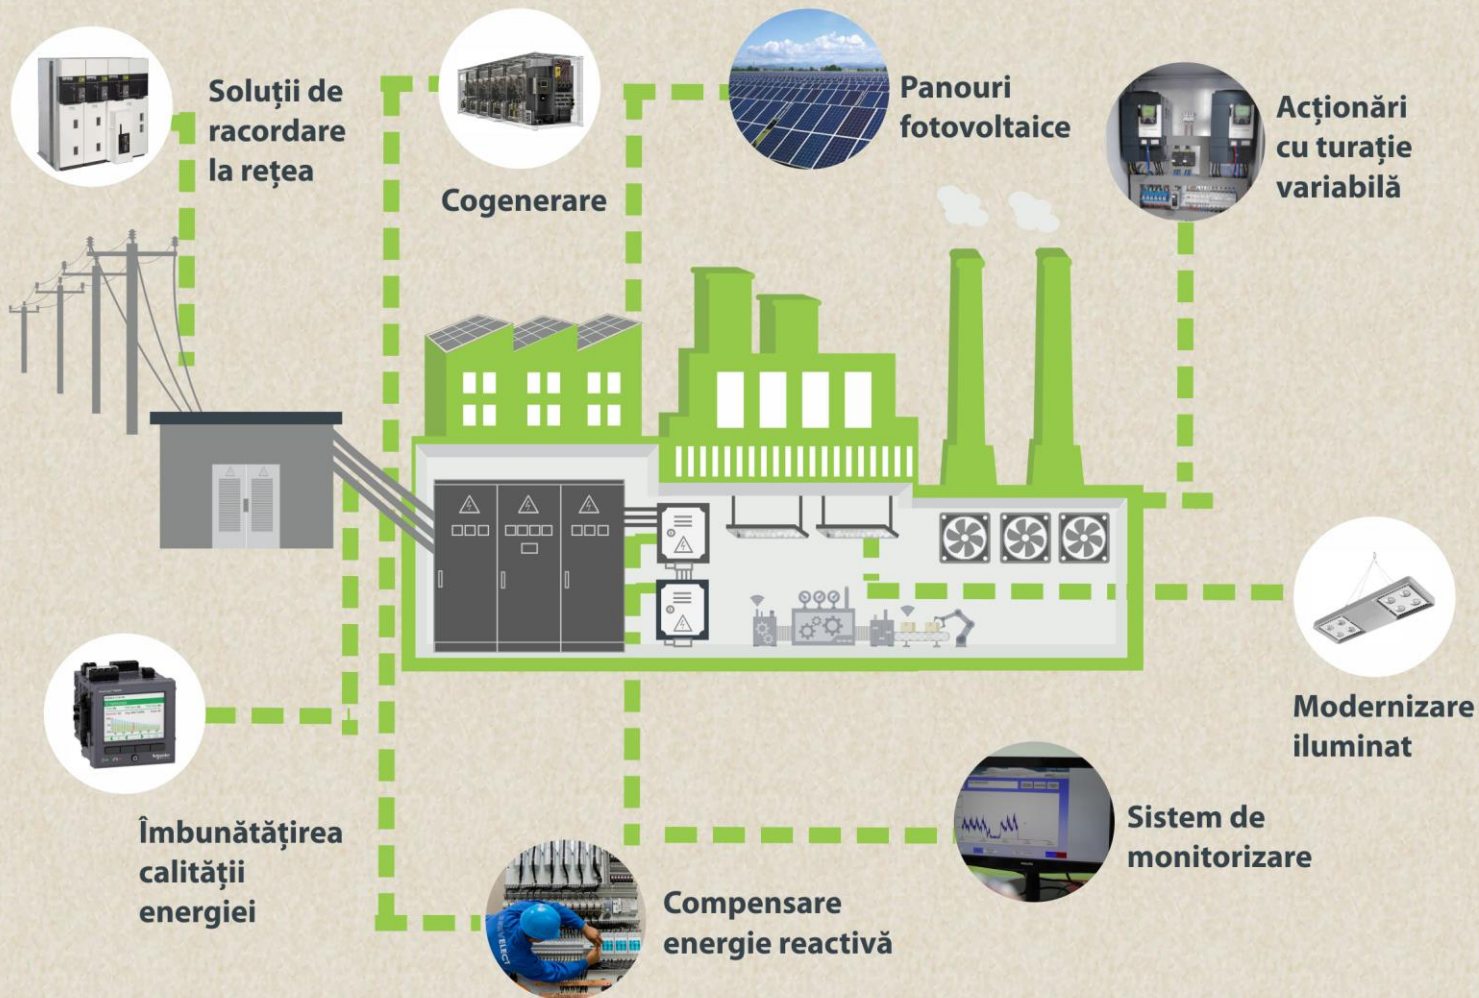 Soluții de
racordare
la rețea
Cogenerare
Panouri
fotovoltaice
Acționări
cu turație
variabilă
Modernizare
iluminat
Îmbunătățirea
calității
energiei
Compensare
energie reactivă
Sistem de
monitorizare